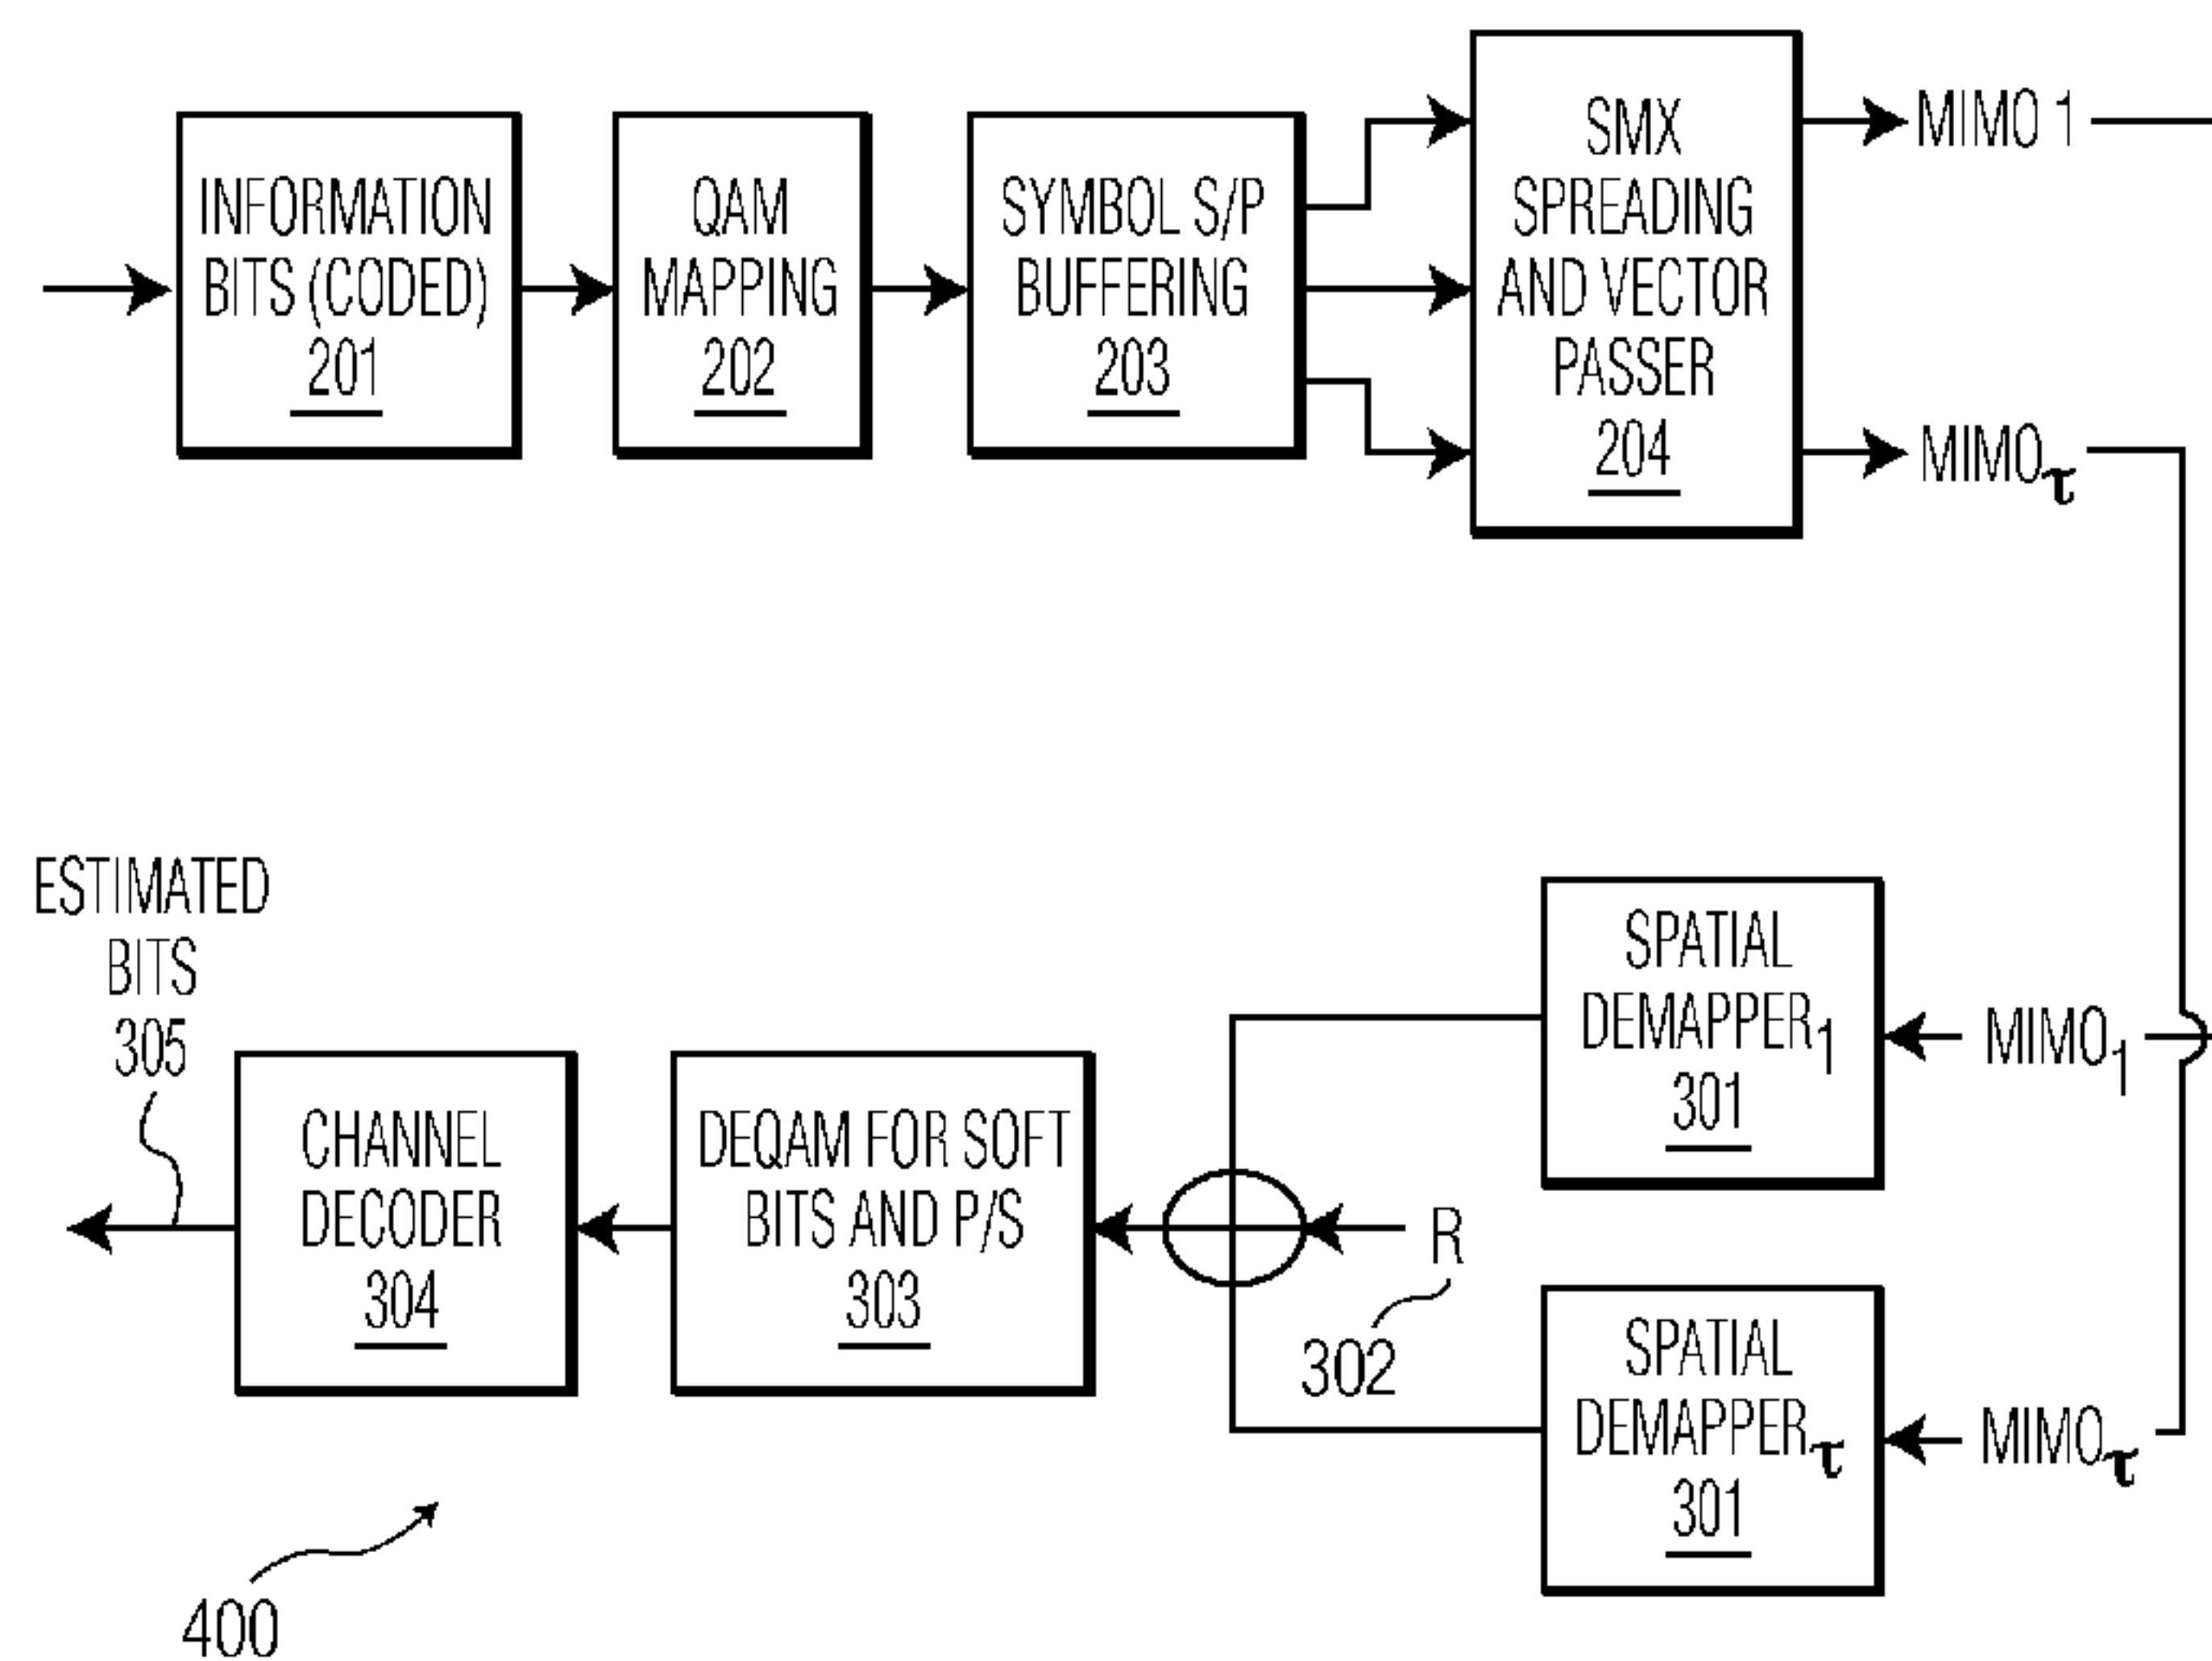 INFORMATION
BITS (CODED)
201
QAM
MAPPING
202
SYMBOL S/P
BUFFERING
203
SMX
SPREADING
AND VECTOR
PASSER
204
MIMO 1
MIMOτ
ESTIMATED
BITS
305
CHANNEL
DECODER
304
DEQAM FOR SOFT
BITS AND P/S
303
R
302
SPATIAL
DEMAPPER1
301
MIMO1
SPATIAL
DEMAPPERτ
301
MIMOτ
400